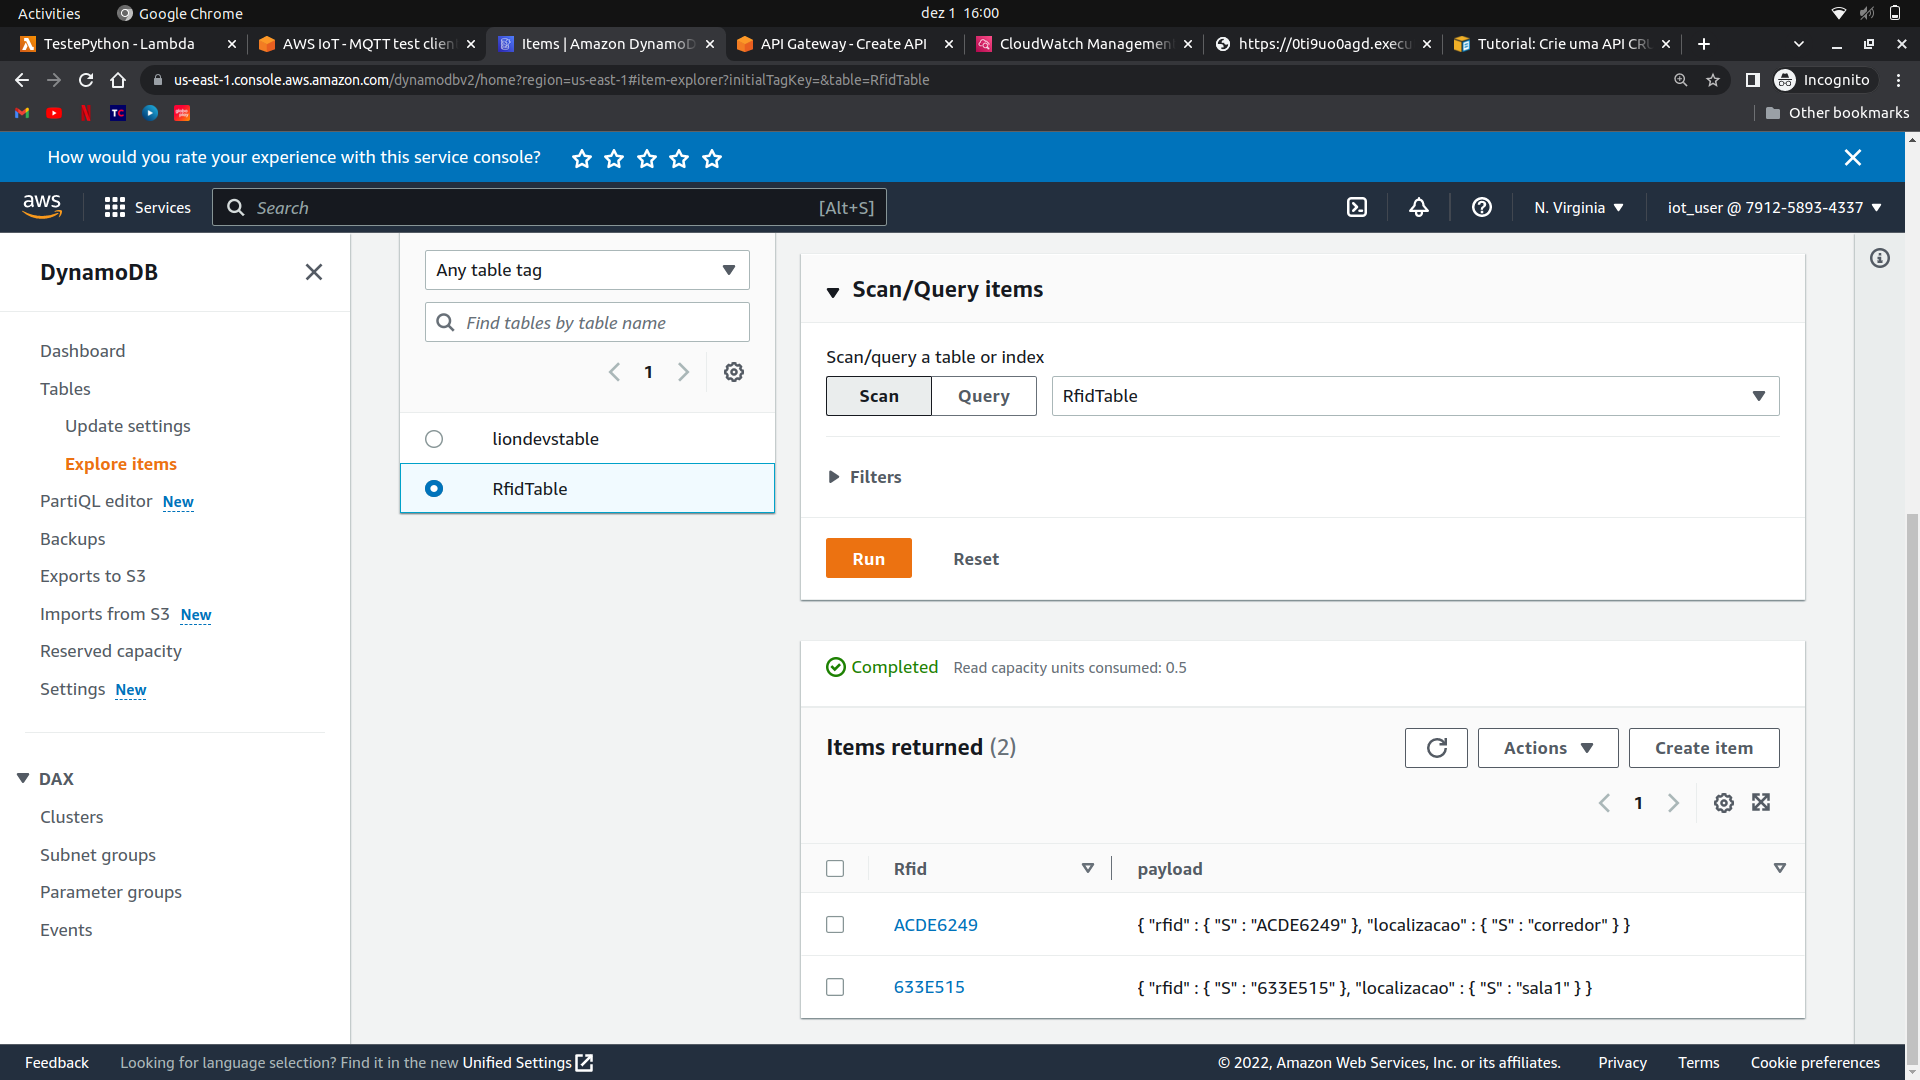 Activities
Google Chrome
dez 1 16:00
TestePython - Lambda
AWS IoT - MQTT test clien
Items | Amazon DynamoD
API Gateway - Create API
CloudWatch Managemen
https://0ti9uo0agd.execu
Tutorial: Crie uma API CRU
us-east-1.console.aws.amazon.com/dynamodbv2/home?region=us-east-1#item-explorer?initialTagKey=&table=RfidTable
Incognito
TC
Other bookmarks
How would you rate your experience with this service console?
aws
Services
Search
[Alt+S]
N. Virginia
iot_user @ 7912-5893-4337
DynamoDB
Dashboard
Tables
Update settings
Explore items
PartiQL editor New
Backups
Exports to S3
Imports from S3 New
Reserved capacity
Settings New
DAX
Clusters
Subnet groups
Parameter groups
Events
Any table tag
Find tables by table name
1
liondevstable
RfidTable
Scan/Query items
Scan/query a table or index
Scan
Query
RfidTable
Filters
Run
Reset
Completed
Read capacity units consumed: 0.5
Items returned (2)
Actions
Create item
1
Rfid
payload
ACDE6249
{ "rfid" : { "S" : "ACDE6249" }, "localizacao" : { "S" : "corredor" } }
633E515
{ "rfid" : { "S" : "633E515" }, "localizacao" : { "S" : "sala1" } }
Feedback
Looking for language selection? Find it in the new Unified Settings
© 2022, Amazon Web Services, Inc. or its affiliates.
Privacy
Terms
Cookie preferences